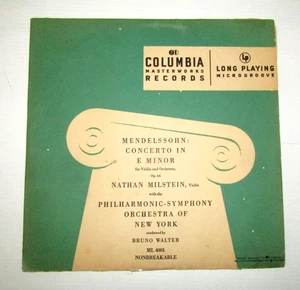 COLUMBIA
MASTERWORKS
RECORDS
LP
LONG PLAYING
MICROGROOVE
MENDELSSOHN:
CONCERTO IN
E MINOR
for Violin and Orchestra,
Op. 64
NATHAN MILSTEIN, Violin
with the
PHILHARMONIC-SYMPHONY
ORCHESTRA OF
NEW YORK
conducted by
BRUNO WALTER
ML 4001
NONBREAKABLE